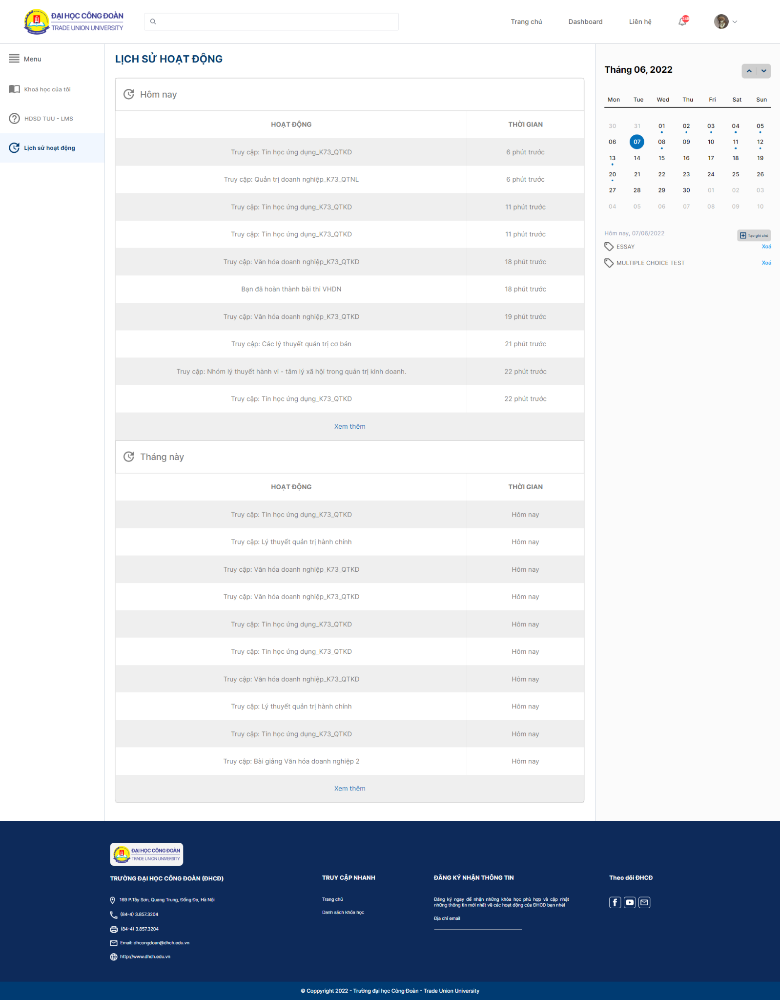 ĐẠI HỌC CÔNG ĐOÀN
TRADE UNION UNIVERSITY
Trang chủ
Dashboard
Liên hệ
248
Menu
Khoá học của tôi
HDSD TUU - LMS
Lịch sử hoạt động
LỊCH SỬ HOẠT ĐỘNG
Hôm nay
HOẠT ĐỘNG THỜI GIAN
Truy cập: Tin học ứng dụng_K73_QTKD 6 phút trước
Truy cập: Quản trị doanh nghiệp_K73_QTNL 6 phút trước
Truy cập: Tin học ứng dụng_K73_QTKD 11 phút trước
Truy cập: Tin học ứng dụng_K73_QTKD 11 phút trước
Truy cập: Văn hóa doanh nghiệp_K73_QTKD 18 phút trước
Bạn đã hoàn thành bài thi VHDN 18 phút trước
Truy cập: Văn hóa doanh nghiệp_K73_QTKD 19 phút trước
Truy cập: Các lý thuyết quản trị cơ bản 21 phút trước
Truy cập: Nhóm lý thuyết hành vi - tâm lý xã hội trong quản trị kinh doanh. 22 phút trước
Truy cập: Tin học ứng dụng_K73_QTKD 22 phút trước
Xem thêm
Tháng này
HOẠT ĐỘNG THỜI GIAN
Truy cập: Tin học ứng dụng_K73_QTKD Hôm nay
Truy cập: Lý thuyết quản trị hành chính Hôm nay
Truy cập: Văn hóa doanh nghiệp_K73_QTKD Hôm nay
Truy cập: Văn hóa doanh nghiệp_K73_QTKD Hôm nay
Truy cập: Tin học ứng dụng_K73_QTKD Hôm nay
Truy cập: Tin học ứng dụng_K73_QTKD Hôm nay
Truy cập: Văn hóa doanh nghiệp_K73_QTKD Hôm nay
Truy cập: Lý thuyết quản trị hành chính Hôm nay
Truy cập: Tin học ứng dụng_K73_QTKD Hôm nay
Truy cập: Bài giảng Văn hóa doanh nghiệp 2 Hôm nay
Xem thêm
Tháng 06, 2022
Mon Tue Wed Thu Fri Sat Sun
30 31 01 02 03 04 05
06 07 08 09 10 11 12
13 14 15 16 17 18 19
20 21 22 23 24 25 26
27 28 29 30 01 02 03
04 05 06 07 08 09 10
Hôm nay, 07/06/2022
Tạo ghi chú
ESSAY Xoá
MULTIPLE CHOICE TEST Xoá
ĐẠI HỌC CÔNG ĐOÀN
TRADE UNION UNIVERSITY
TRƯỜNG ĐẠI HỌC CÔNG ĐOÀN (ĐHCĐ)
169 P.Tây Sơn, Quang Trung, Đống Đa, Hà Nội
(84-4) 3.857.3204
(84-4) 3.857.3204
Email: dhcongdoan@dhch.edu.vn
http://www.dhch.edu.vn
TRUY CẬP NHANH
Trang chủ
Danh sách khóa học
ĐĂNG KÝ NHẬN THÔNG TIN
Đăng ký ngay để nhận những khóa học phù hợp và cập nhật
những thông tin mới nhất về các hoạt động của ĐHCĐ bạn nhé!
Địa chỉ email
Theo dõi ĐHCĐ
© Coppyright 2022 - Trường đại học Công Đoàn - Trade Union University